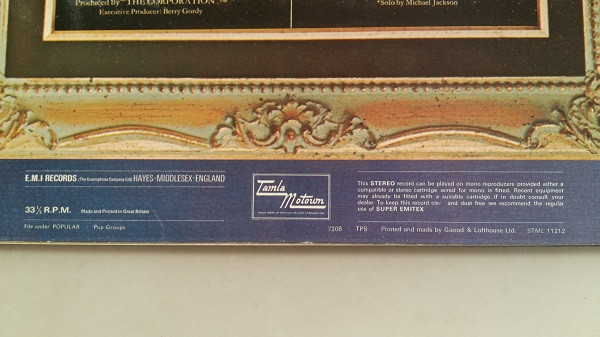 Produced by "THE CORPORATION"™
Executive Producer: Berry Gordy
*Solo by Michael Jackson
E.M.I RECORDS (The Gramophone Company Ltd) HAYES·MIDDLESEX·ENGLAND
33⅓ R.P.M. Made and Printed in Great Britain
File under POPULAR : Pop Groups
Tamla
Motown
This STEREO record can be played on mono reproducers provided either a
compatible or stereo cartridge wired for mono is fitted. Recent equipment
may already be fitted with a suitable cartridge. If in doubt consult your
dealer. To keep this record cle and dust free we recommend the regular
use of SUPER EMITEX
7208 TPS Printed and made by Garrod & Lofthouse Ltd. STML 11212